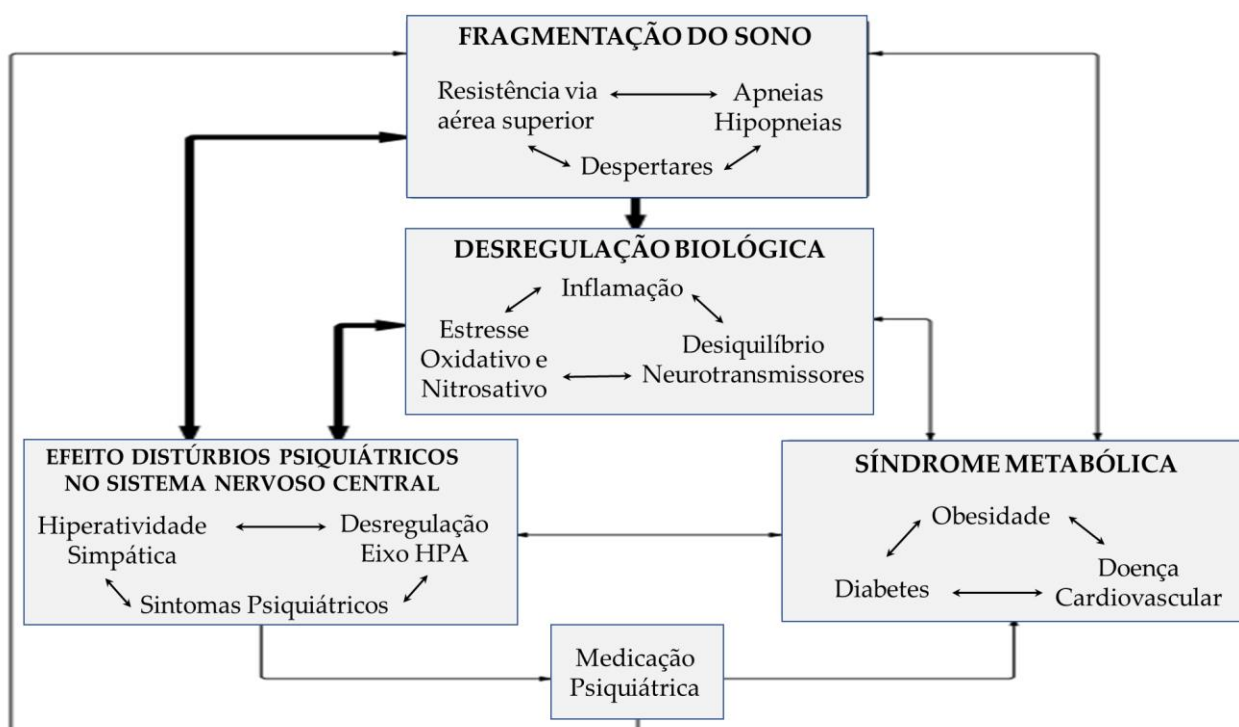 FRAGMENTAÇÃO DO SONO
Resistência via
aérea superior
Apneias
Hipopneias
Despertares
DESREGULAÇÃO BIOLÓGICA
Inflamação
Estresse
Oxidativo e
Nitrosativo
Desiquilíbrio
Neurotransmissores
EFEITO DISTÚRBIOS PSIQUIÁTRICOS
NO SISTEMA NERVOSO CENTRAL
Hiperatividade
Simpática
Desregulação
Eixo HPA
Sintomas Psiquiátricos
SÍNDROME METABÓLICA
Obesidade
Diabetes
Doença
Cardiovascular
Medicação
Psiquiátrica